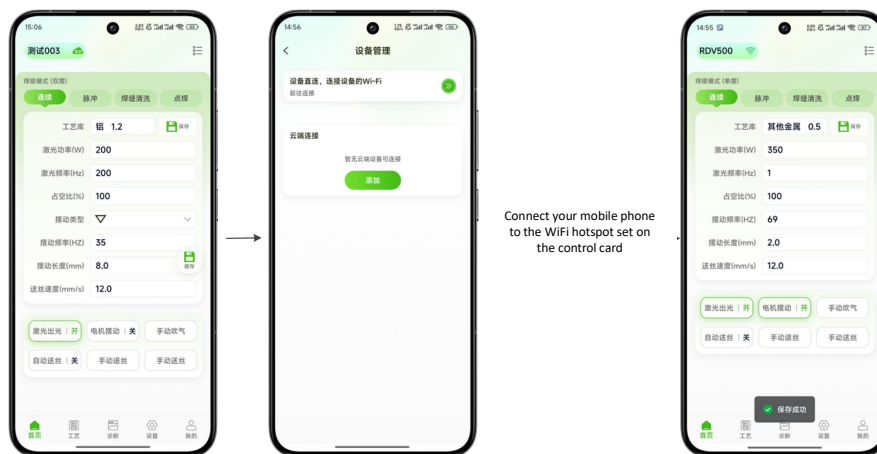 15:06
测试003
焊接模式 (双摆)
连续 脉冲 焊缝清洗 点焊
工艺库 铝 1.2 保存
激光功率(W) 200
激光频率(Hz) 200
占空比(%) 100
摆动类型
摆动频率(HZ) 35
摆动长度(mm) 8.0
保存
送丝速度(mm/s) 12.0
激光出光 | 开 电机摆动 | 关 手动吹气
自动送丝 | 关 手动退丝 手动送丝
首页 工艺 诊断 设置 我的
14:56
设备管理
设备直连，连接设备的Wi-Fi
前往连接
云端连接
暂无云端设备可连接
添加
Connect your mobile phone
to the WiFi hotspot set on
the control card
14:55
RDV500
焊接模式 (单摆)
连续 脉冲 焊缝清洗 点焊
工艺库 其他金属 0.5 保存
激光功率(W) 350
激光频率(Hz) 1
占空比(%) 100
摆动频率(HZ) 69
摆动长度(mm) 2.0
送丝速度(mm/s) 12.0
激光出光 | 开 电机摆动 | 开 手动吹气
自动送丝 | 关 手动退丝 手动送丝
保存成功
首页 工艺 诊断 设置 我的